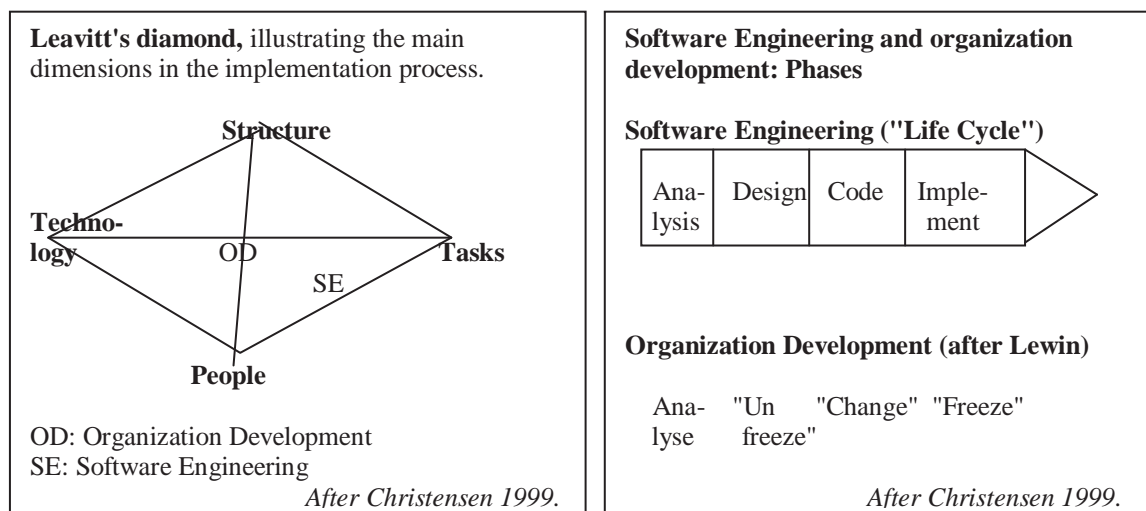 Leavitt's diamond, illustrating the main
dimensions in the implementation process.
Structure
Techno-
logy
OD
Tasks
SE
People
OD: Organization Development
SE: Software Engineering
After Christensen 1999.
Software Engineering and organization
development: Phases
Software Engineering ("Life Cycle")
Ana-
lysis
Design
Code
Imple-
ment
Organization Development (after Lewin)
Ana- "Un "Change" "Freeze"
lyse freeze"
After Christensen 1999.